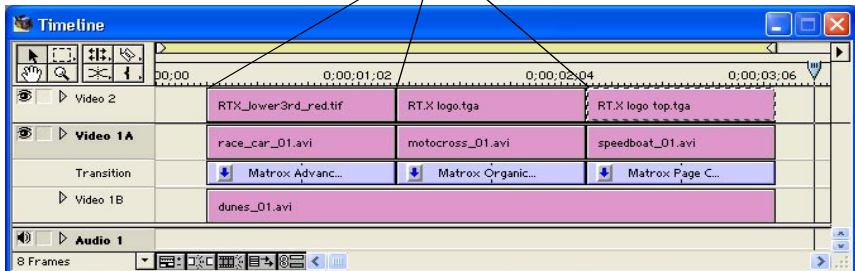 Timeline
00;00 0;00;01;02 0;00;02;04 0;00;03;06
Video 2
RTX_lower3rd_red.tif RT.X logo.tga RT.X logo top.tga
Video 1A
race_car_01.avi motocross_01.avi speedboat_01.avi
Transition
Matrox Advanc... Matrox Organic... Matrox Page C...
Video 1B
dunes_01.avi
Audio 1
8 Frames